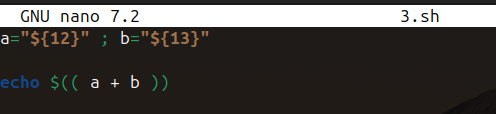 GNU nano 7.2 3.sh
a="${12}" ; b="${13}"
echo $(( a + b ))